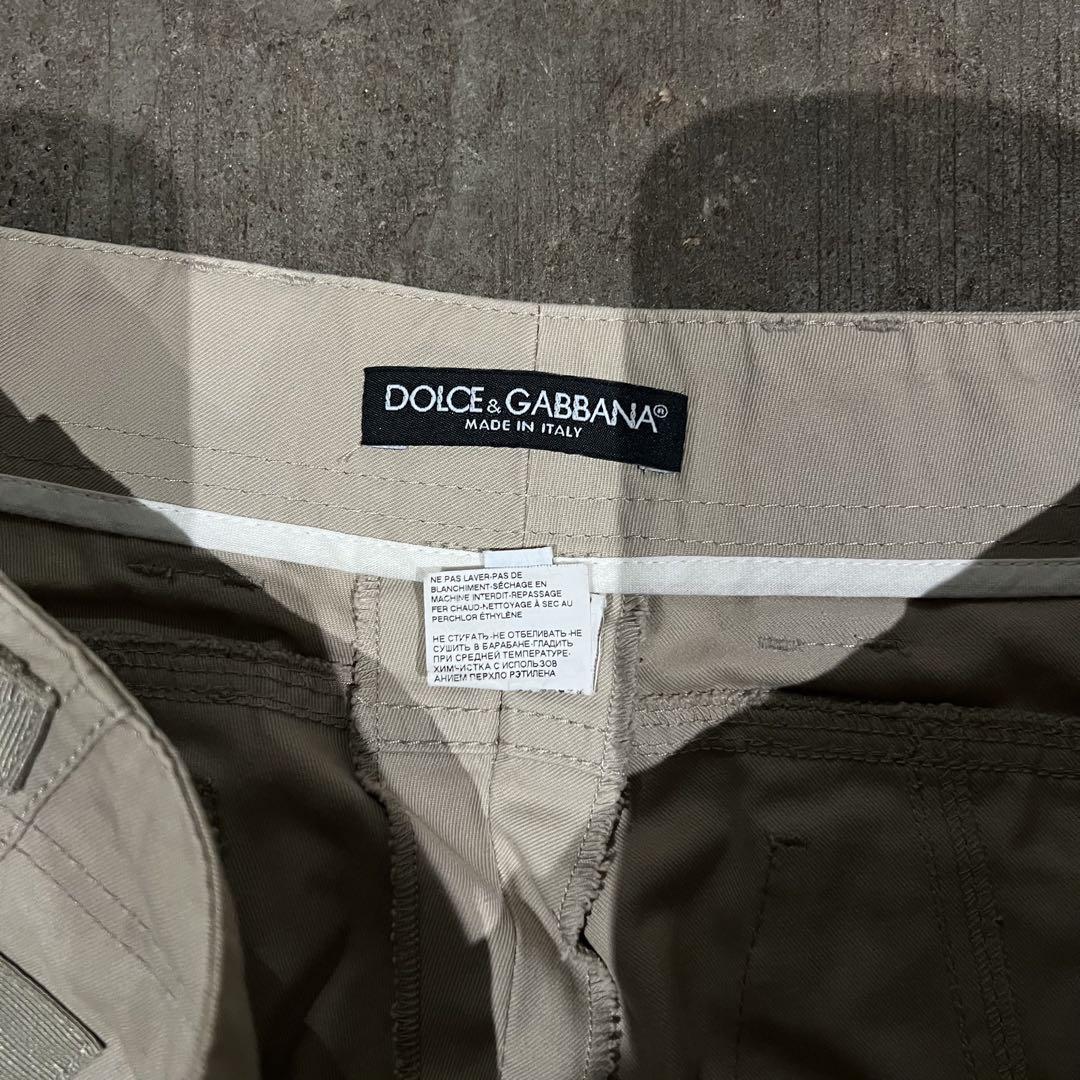 DOLCE & GABBANA®
MADE IN ITALY
NE PAS LAVER-PAS DE
BLANCHIMENT-SÉCHAGE EN
MACHINE INTERDIT-REPASSAGE
FER CHAUD-NETTOYAGE À SEC AU
PERCHLOR ÉTHYLÈNE
НЕ СТИРАТЬ-НЕ ОТБЕЛИВАТЬ-НЕ
СУШИТЬ В БАРАБАНЕ-ГЛАДИТЬ
ПРИ СРЕДНЕЙ ТЕМПЕРАТУРЕ-
ХИМЧИСТКА С ИСПОЛЬЗОВ
АНИЕМ ПЕРХЛО РЭТИЛЕНА